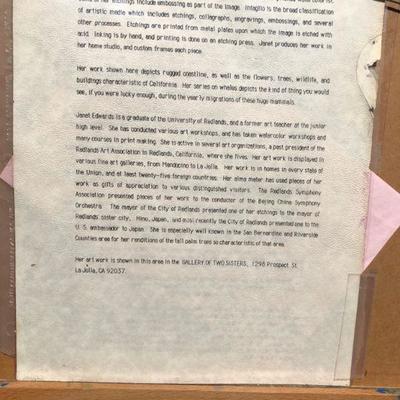 of her etchings include embossing as part of the image. Intaglio is the broad classification
of artistic media which includes etchings, collographs, engravings, embossings, and several
other processes. Etchings are printed from metal plates upon which the image is etched with
acid. Inking is by hand, and printing is done on an etching press. Janet produces her work in
her home studio, and custom frames each piece.
Her work shown here depicts rugged coastline, as well as the flowers, trees, wildlife, and
buildings characteristic of California. Her series on whales depicts the kind of thing you would
see, if you were lucky enough, during the yearly migrations of these huge mammals.
Janet Edwards is a graduate of the University of Redlands, and a former art teacher at the junior
high level. She has conducted various art workshops, and has taken watercolor workshops and
many courses in print making. She is active in several art organizations, a past president of the
Redlands Art Association in Redlands, California, where she lives. Her art work is displayed in
various fine art galleries, from Mendocino to La Jolla. Her work is in homes in every state of
the Union, and at least twenty-five foreign countries. Her alma mater has used pieces of her
work as gifts of appreciation to various distinguished visitors. The Redlands Symphony
Association presented pieces of her work to the conductor of the Beijing China Symphony
Orchestra. The mayor of the City of Redlands presented one of her etchings to the mayor of
Redlands sister city, Hino, Japan, and most recently the City of Redlands presented one to the
U. S. ambassador to Japan. She is especially well known in the San Bernardino and Riverside
Counties area for her renditions of the tall palm trees so characteristic of that area.
Her art work is shown in this area in the GALLERY OF TWO SISTERS, 1298 Prospect St.
La Jolla, CA 92037.